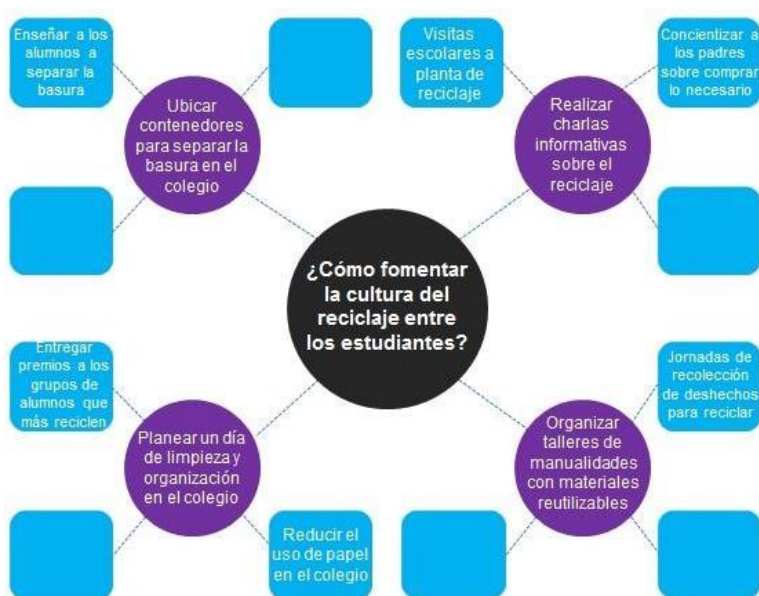 Enseñar a los
alumnos a
separar la
basura
Ubicar
contenedores
para separar la
basura en el
colegio
Visitas
escolares a
planta de
reciclaje
Concientizar a
los padres
sobre comprar
lo necesario
Realizar
charlas
informativas
sobre el
reciclaje
¿Cómo fomentar
la cultura del
reciclaje entre
los estudiantes?
Entregar
premios a los
grupos de
alumnos que
más reciclen
Planear un día
de limpieza y
organización
en el colegio
Reducir el
uso de papel
en el colegio
Organizar
talleres de
manualidades
con materiales
reutilizables
Jornadas de
recolección
de deshechos
para reciclar